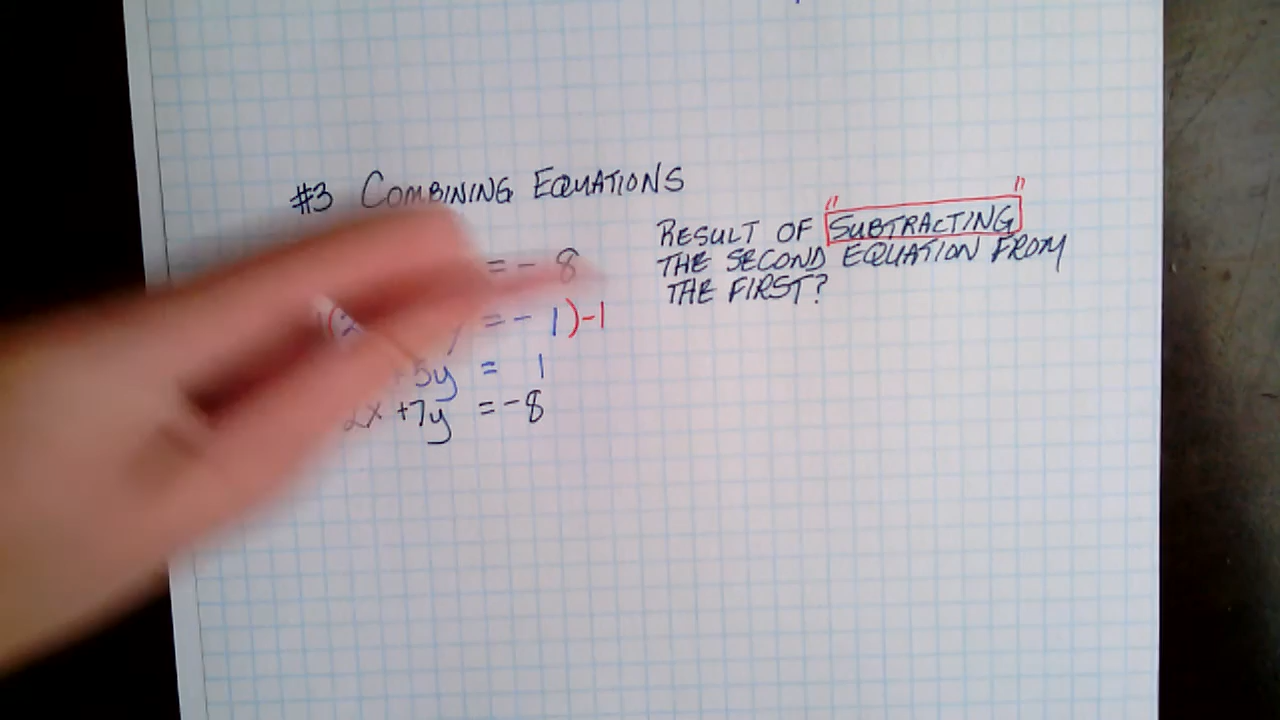 #3 COMBINING EQUATIONS
= - 8
(2 y = - 1)-1
+5y = 1
2x +7y = -8
RESULT OF "SUBTRACTING"
THE SECOND EQUATION FROM
THE FIRST?